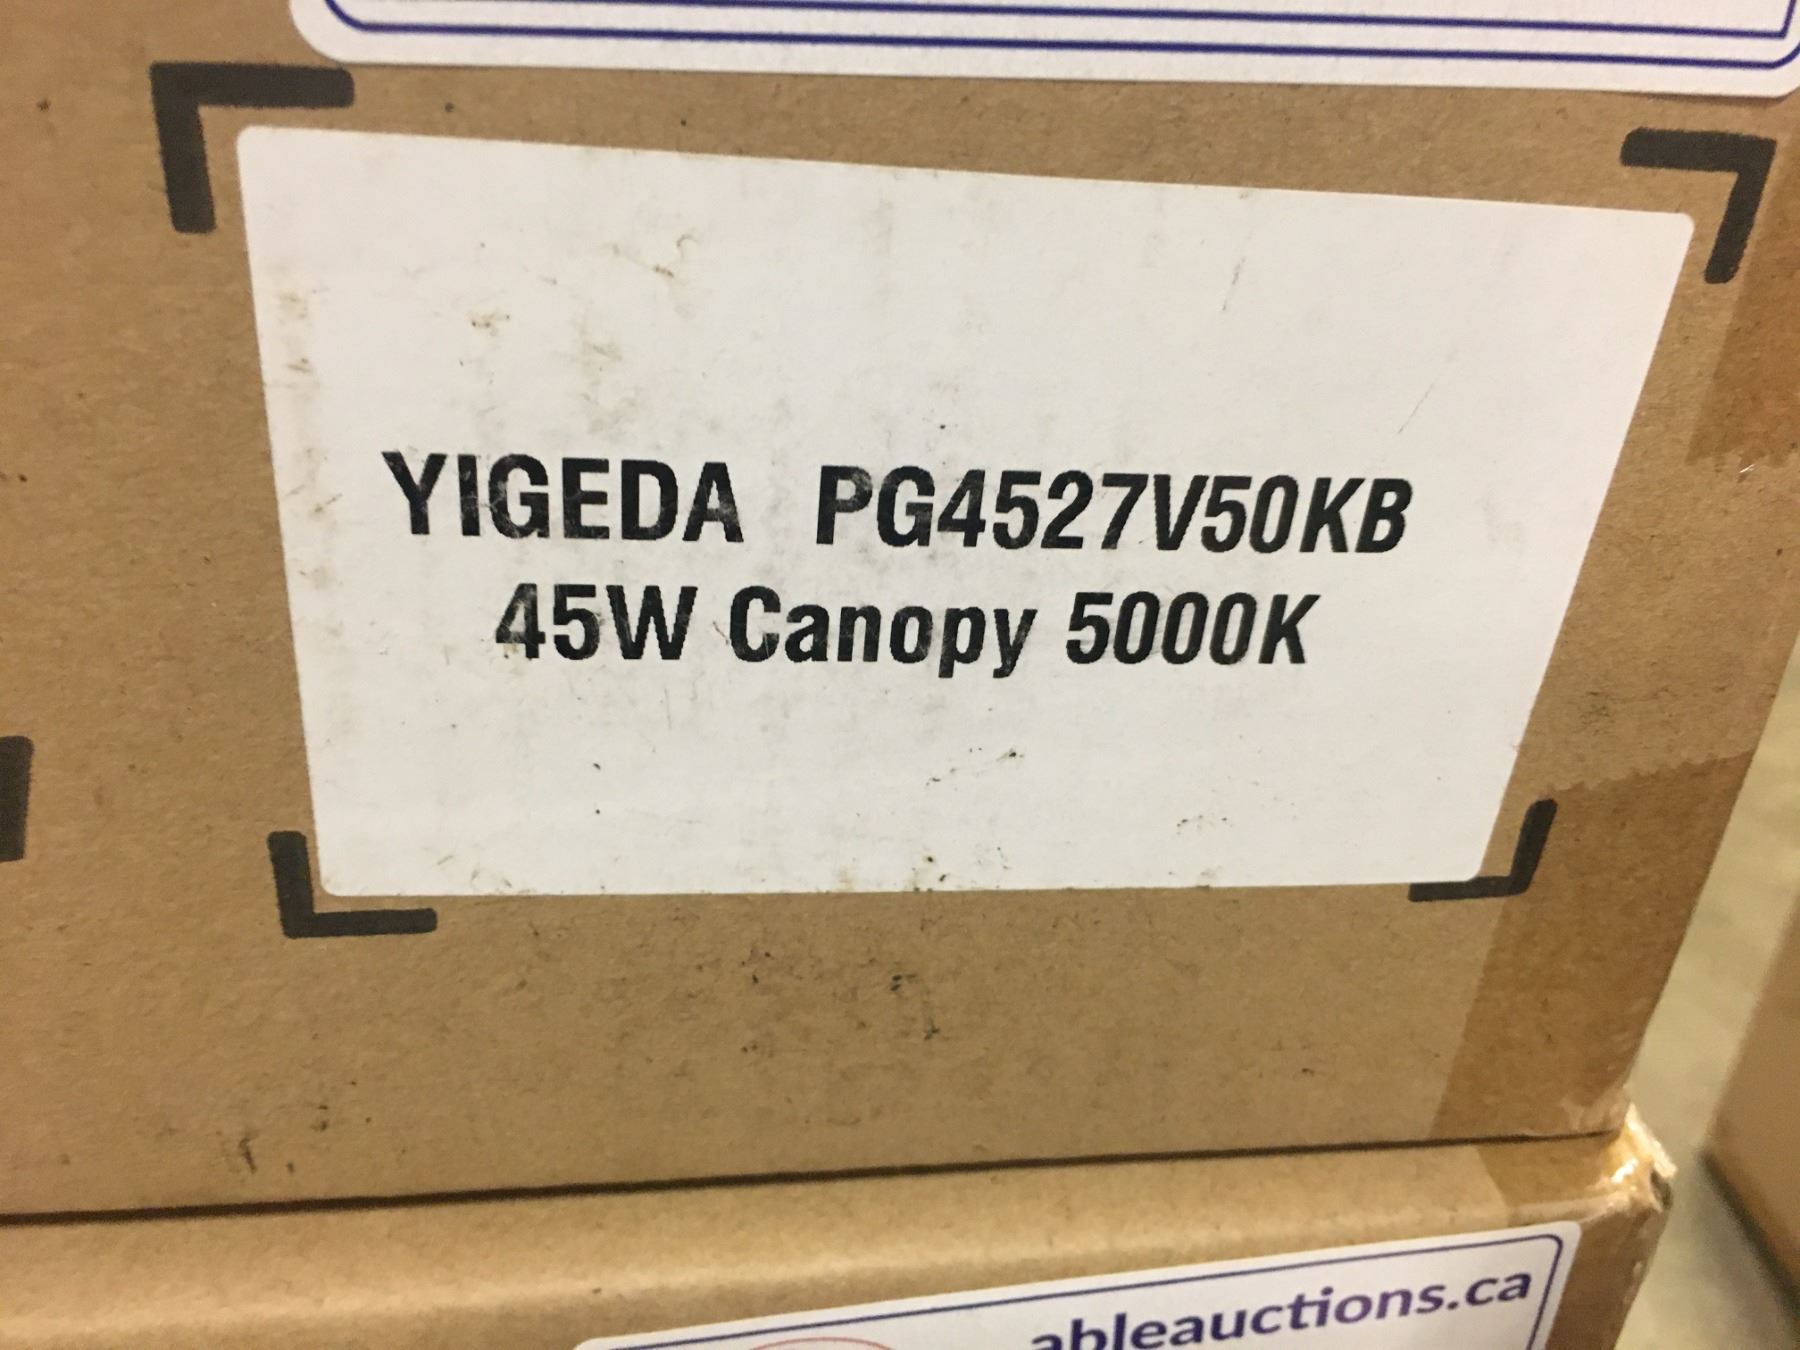 YIGEDA PG4527V50KB
45W Canopy 5000K
ableauctions.ca